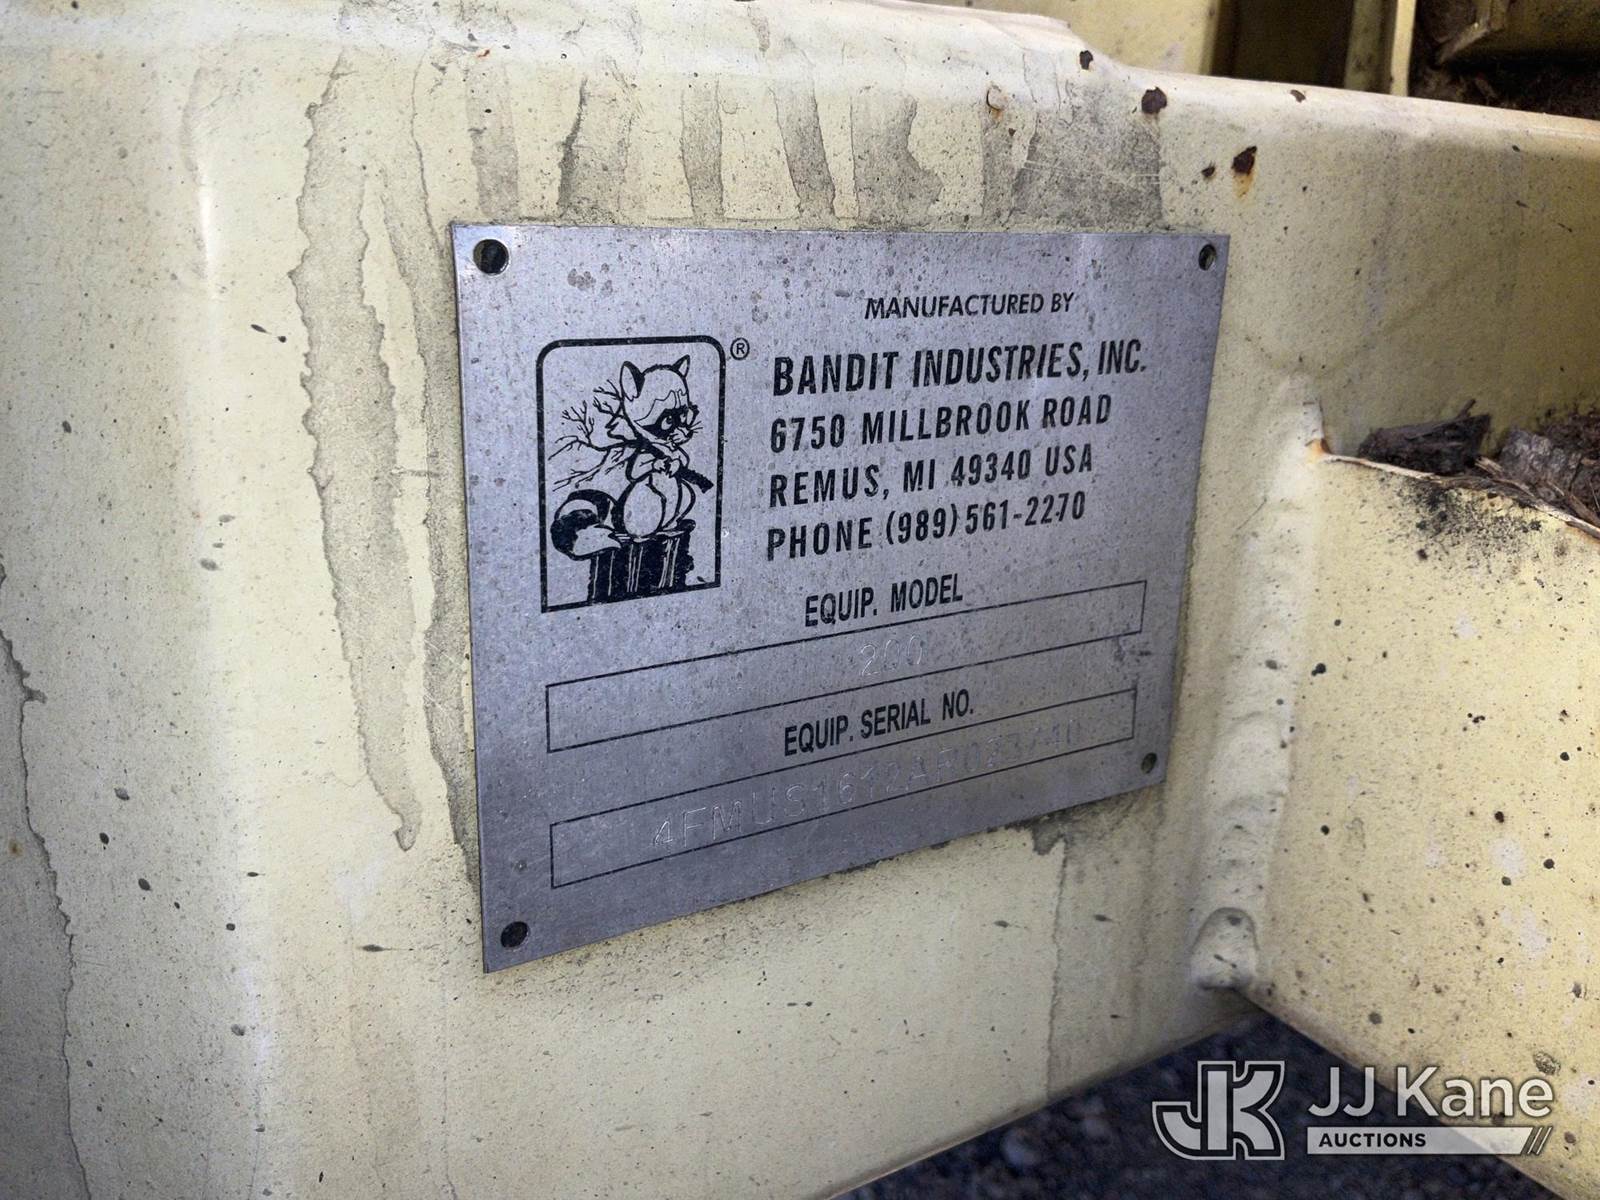 MANUFACTURED BY
®
BANDIT INDUSTRIES, INC.
6750 MILLBROOK ROAD
REMUS, MI 49340 USA
PHONE (989) 561-2270
EQUIP. MODEL
200
EQUIP. SERIAL NO.
JK JJ Kane
AUCTIONS